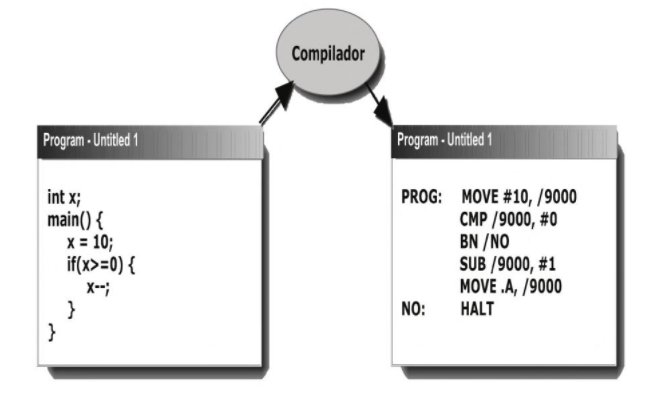 Compilador
Program - Untitled 1
int x;
main() {
x = 10;
if(x>=0) {
x--;
}
}
Program - Untitled 1
PROG: MOVE #10, /9000
CMP /9000, #0
BN /NO
SUB /9000, #1
MOVE .A, /9000
NO: HALT